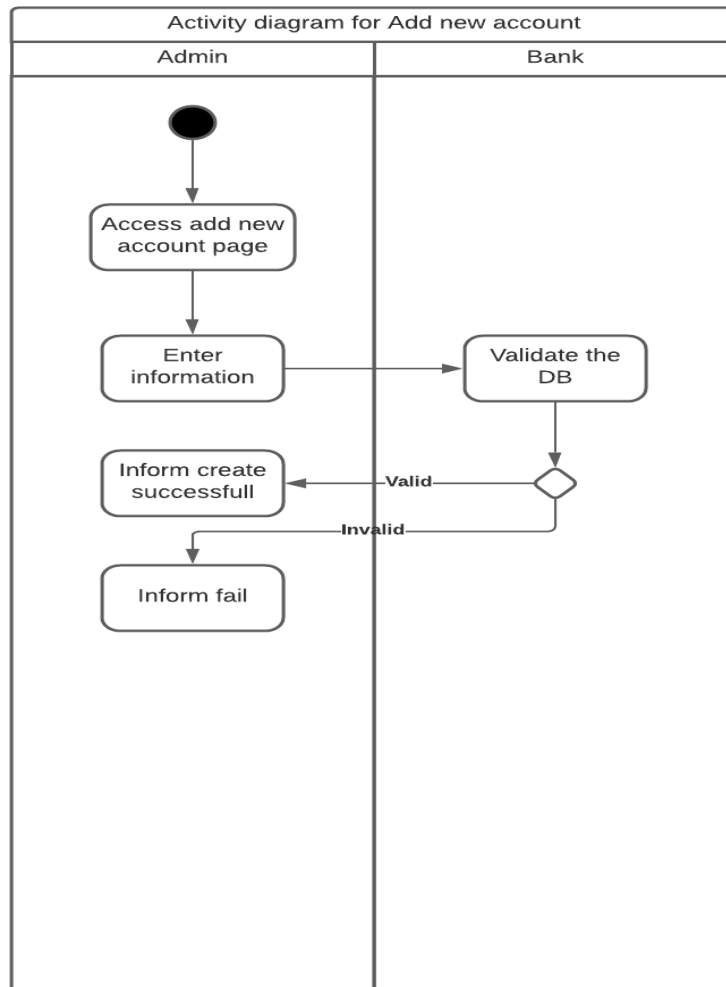 Activity diagram for Add new account
Admin
Bank
Access add new
account page
Enter
information
Validate the
DB
Inform create
successfull
Valid
Invalid
Inform fail